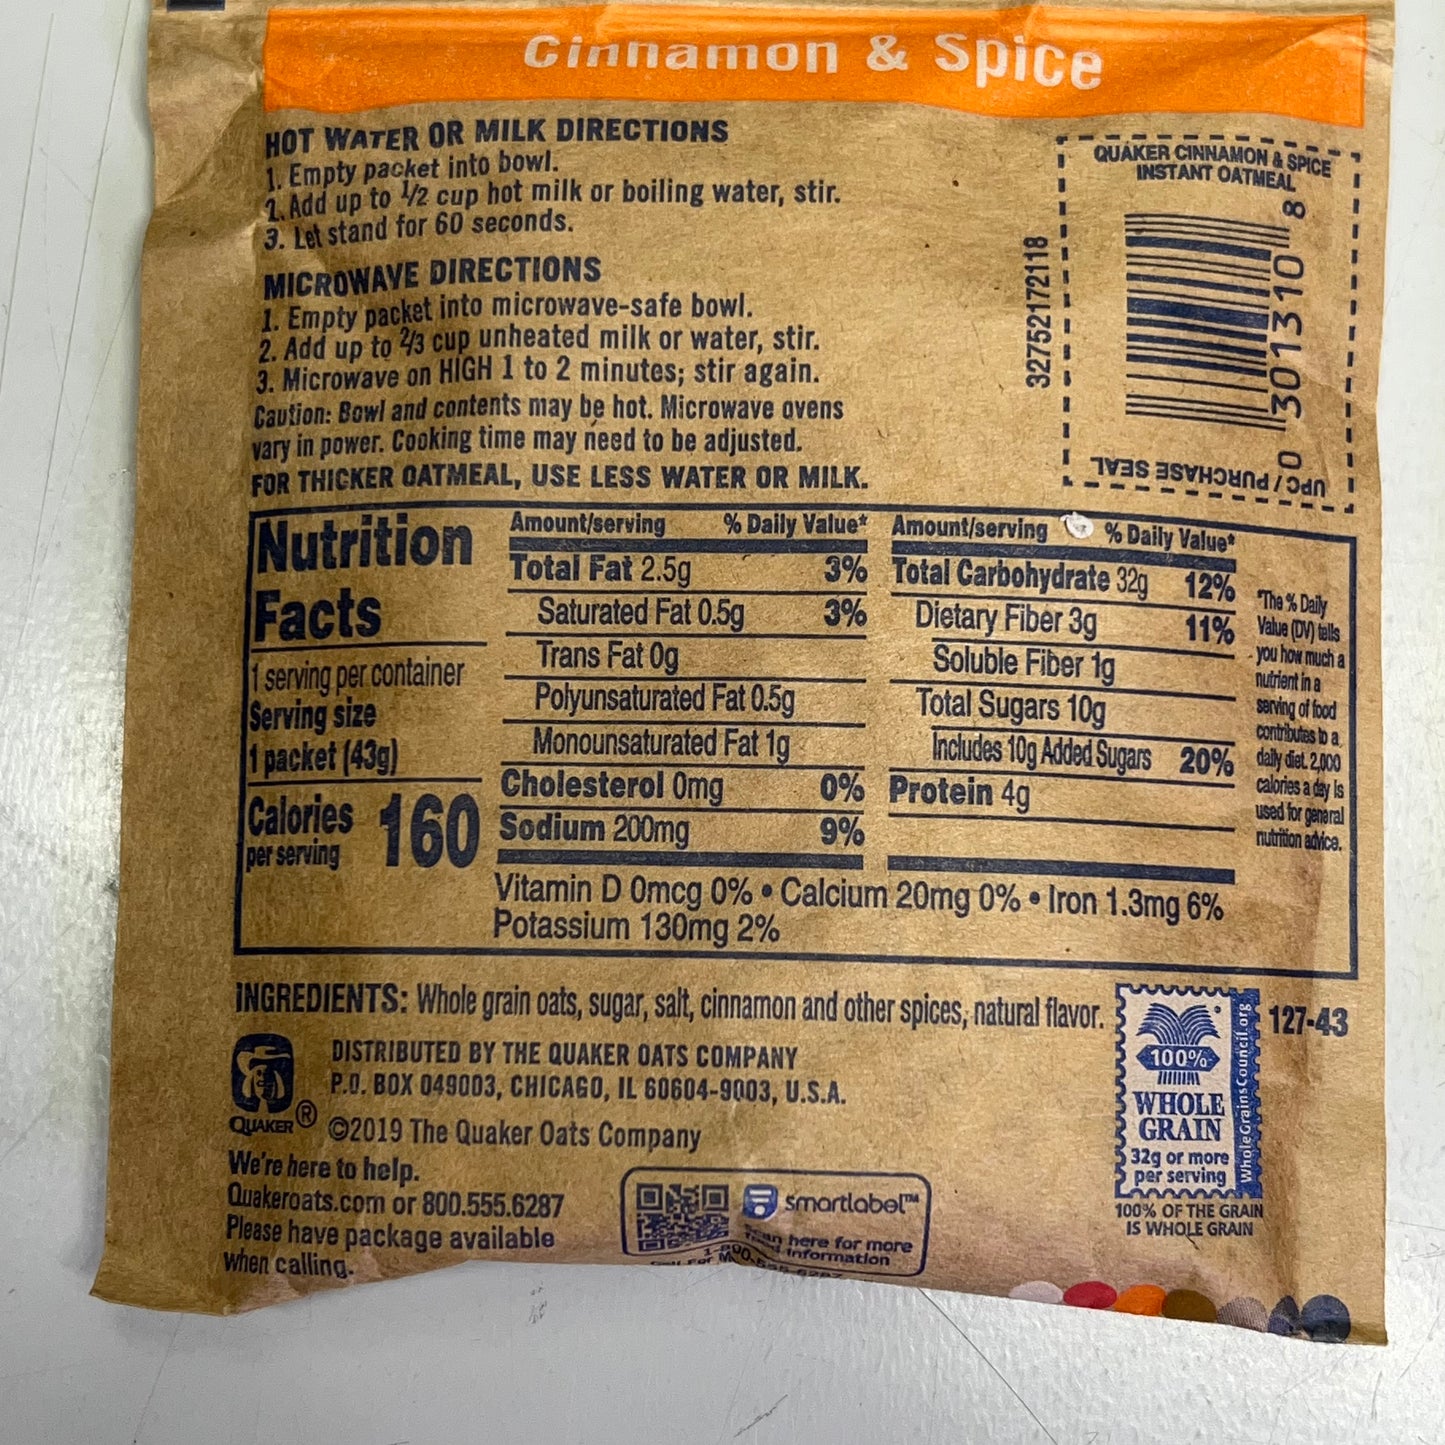 Cinnamon & Spice
HOT WATER OR MILK DIRECTIONS
1. Empty packet into bowl.
2. Add up to 1/2 cup hot milk or boiling water, stir.
3. Let stand for 60 seconds.
MICROWAVE DIRECTIONS
1. Empty packet into microwave-safe bowl.
2. Add up to 2/3 cup unheated milk or water, stir.
3. Microwave on HIGH 1 to 2 minutes; stir again.
Caution: Bowl and contents may be hot. Microwave ovens
vary in power. Cooking time may need to be adjusted.
FOR THICKER OATMEAL, USE LESS WATER OR MILK.
32752172118
QUAKER CINNAMON & SPICE
INSTANT OATMEAL
0 3013108
UPC / PURCHASE SEAL
Nutrition
Facts
1 serving per container
Serving size
1 packet (43g)
Calories 160
per serving
Amount/serving % Daily Value*
Total Fat 2.5g 3%
Saturated Fat 0.5g 3%
Trans Fat 0g
Polyunsaturated Fat 0.5g
Monounsaturated Fat 1g
Cholesterol 0mg 0%
Sodium 200mg 9%
Amount/serving % Daily Value*
Total Carbohydrate 32g 12%
Dietary Fiber 3g 11%
Soluble Fiber 1g
Total Sugars 10g
Includes 10g Added Sugars 20%
Protein 4g
Vitamin D 0mcg 0% • Calcium 20mg 0% • Iron 1.3mg 6%
Potassium 130mg 2%
*The % Daily
Value (DV) tells
you how much a
nutrient in a
serving of food
contributes to a
daily diet. 2,000
calories a day is
used for general
nutrition advice.
INGREDIENTS: Whole grain oats, sugar, salt, cinnamon and other spices, natural flavor.
127-43
QUAKER®
DISTRIBUTED BY THE QUAKER OATS COMPANY
P.O. BOX 049003, CHICAGO, IL 60604-9003, U.S.A.
©2019 The Quaker Oats Company
We're here to help.
Quakeroats.com or 800.555.6287
Please have package available
when calling.
smartlabel™
here for more
information
100%
WHOLE
GRAIN
32g or more
per serving
WholeGrainsCouncil.org
100% OF THE GRAIN
IS WHOLE GRAIN